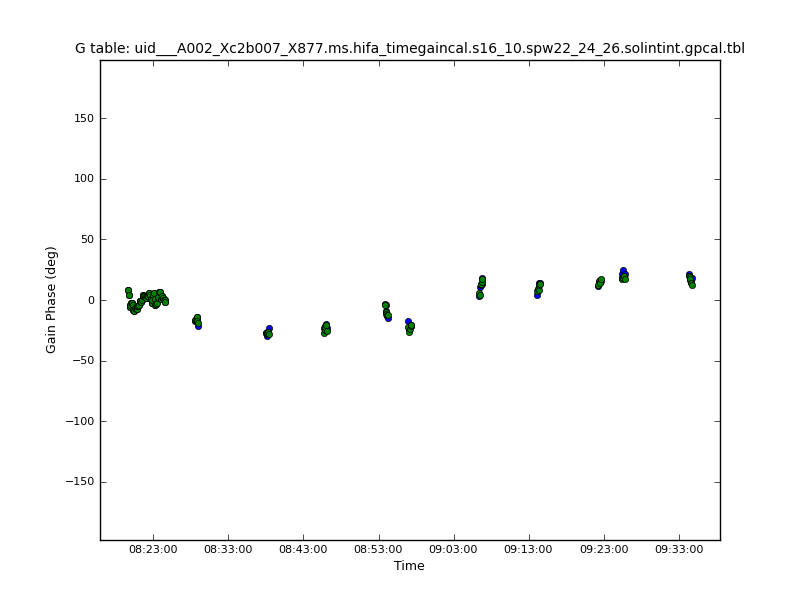 G table: uid___A002_Xc2b007_X877.ms.hifa_timegaincal.s16_10.spw22_24_26.solintint.gpcal.tbl
150
100
50
0
−50
−100
−150
Gain Phase (deg)
08:23:00 08:33:00 08:43:00 08:53:00 09:03:00 09:13:00 09:23:00 09:33:00
Time